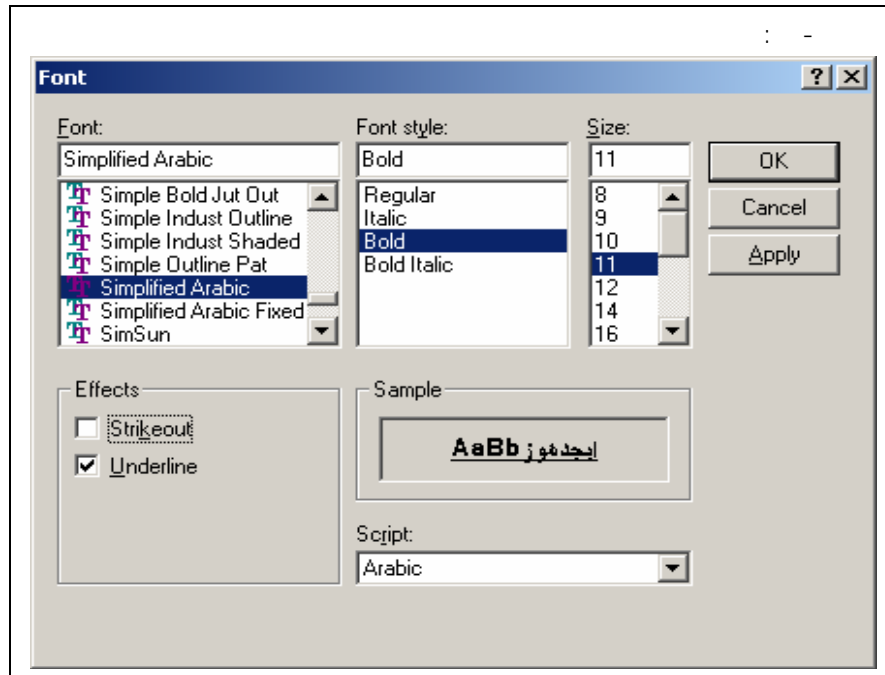 : -
Font
Font:
Simplified Arabic
Simple Bold Jut Out
Simple Indust Outline
Simple Indust Shaded
Simple Outline Pat
Simplified Arabic
Simplified Arabic Fixed
SimSun
Font style:
Bold
Regular
Italic
Bold
Bold Italic
Size:
11
8
9
10
11
12
14
16
OK
Cancel
Apply
Effects
Strikeout
Underline
Sample
AaBb ابجدهوز
Script:
Arabic